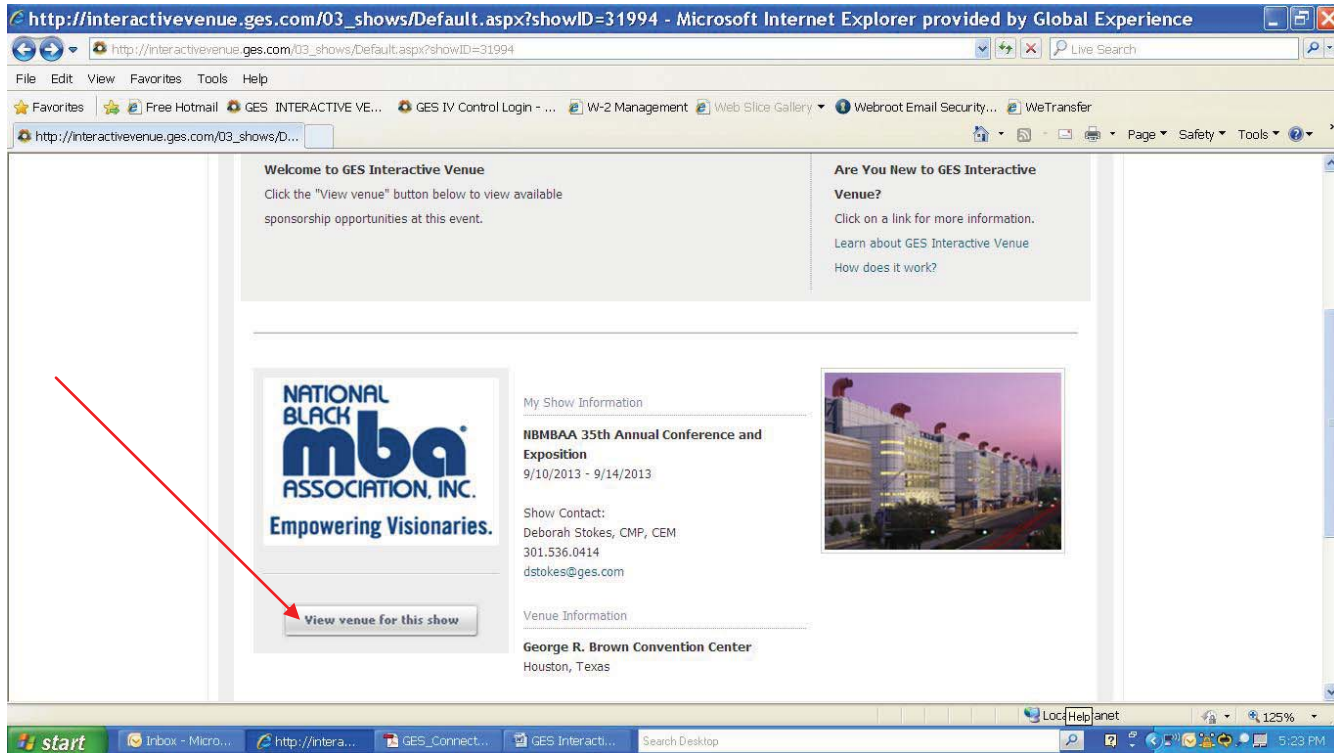 http://interactivevenue.ges.com/03_shows/Default.aspx?showID=31994 - Microsoft Internet Explorer provided by Global Experience
http://interactivevenue.ges.com/03_shows/Default.aspx?showID=31994
Live Search
File Edit View Favorites Tools Help
Favorites Free Hotmail GES INTERACTIVE VE... GES IV Control Login - ... W-2 Management Web Slice Gallery Webroot Email Security... WeTransfer
http://interactivevenue.ges.com/03_shows/D...
Page Safety Tools
Welcome to GES Interactive Venue
Click the "View venue" button below to view available
sponsorship opportunities at this event.
Are You New to GES Interactive
Venue?
Click on a link for more information.
Learn about GES Interactive Venue
How does it work?
NATIONAL
BLACK
mba
ASSOCIATION, INC.
Empowering Visionaries.
View venue for this show
My Show Information
NBMBAA 35th Annual Conference and
Exposition
9/10/2013 - 9/14/2013
Show Contact:
Deborah Stokes, CMP, CEM
301.536.0414
dstokes@ges.com
Venue Information
George R. Brown Convention Center
Houston, Texas
Loca Help ranet 125%
start Inbox - Micro... http://intera... GES_Connect... GES Interacti... Search Desktop 5:23 PM